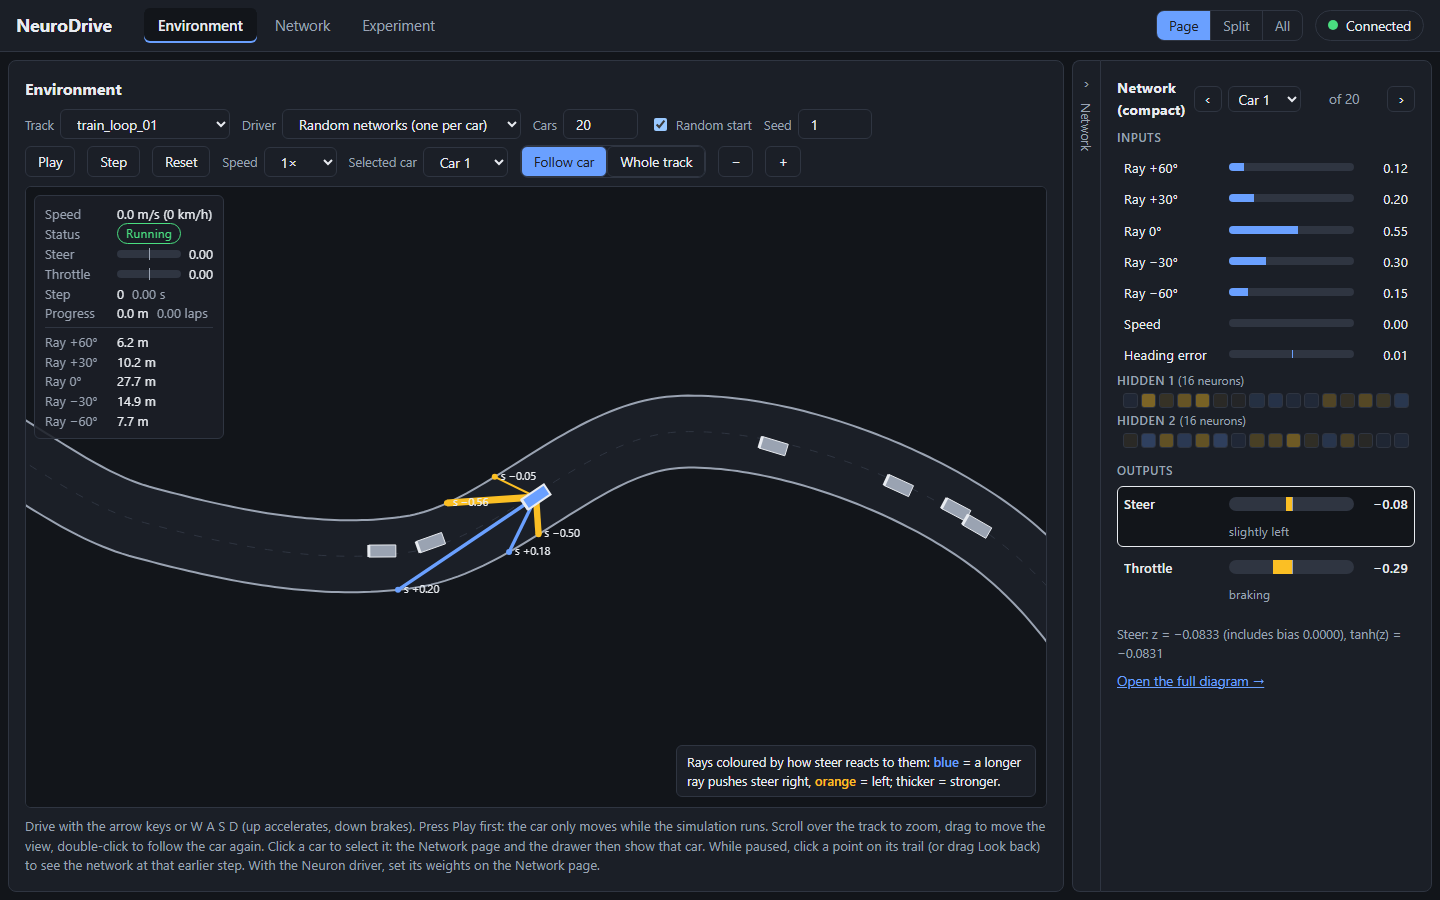 NeuroDrive
Environment
Network
Experiment
Page
Split
All
Connected
Environment
Track train_loop_01 Driver Random networks (one per car) Cars 20 Random start Seed 1
Play Step Reset Speed 1× Selected car Car 1 Follow car Whole track − +
Speed 0.0 m/s (0 km/h)
Status Running
Steer 0.00
Throttle 0.00
Step 0 0.00 s
Progress 0.0 m 0.00 laps
Ray +60° 6.2 m
Ray +30° 10.2 m
Ray 0° 27.7 m
Ray −30° 14.9 m
Ray −60° 7.7 m
s −0.05
s −0.56
s −0.50
s +0.18
s +0.20
Rays coloured by how steer reacts to them: blue = a longer
ray pushes steer right, orange = left; thicker = stronger.
Drive with the arrow keys or W A S D (up accelerates, down brakes). Press Play first: the car only moves while the simulation runs. Scroll over the track to zoom, drag to move the
view, double-click to follow the car again. Click a car to select it: the Network page and the drawer then show that car. While paused, click a point on its trail (or drag Look back)
to see the network at that earlier step. With the Neuron driver, set its weights on the Network page.
›
Network
Network
(compact)
‹ Car 1 of 20 ›
INPUTS
Ray +60° 0.12
Ray +30° 0.20
Ray 0° 0.55
Ray −30° 0.30
Ray −60° 0.15
Speed 0.00
Heading error 0.01
HIDDEN 1 (16 neurons)
HIDDEN 2 (16 neurons)
OUTPUTS
Steer −0.08
slightly left
Throttle −0.29
braking
Steer: z = −0.0833 (includes bias 0.0000), tanh(z) =
−0.0831
Open the full diagram →